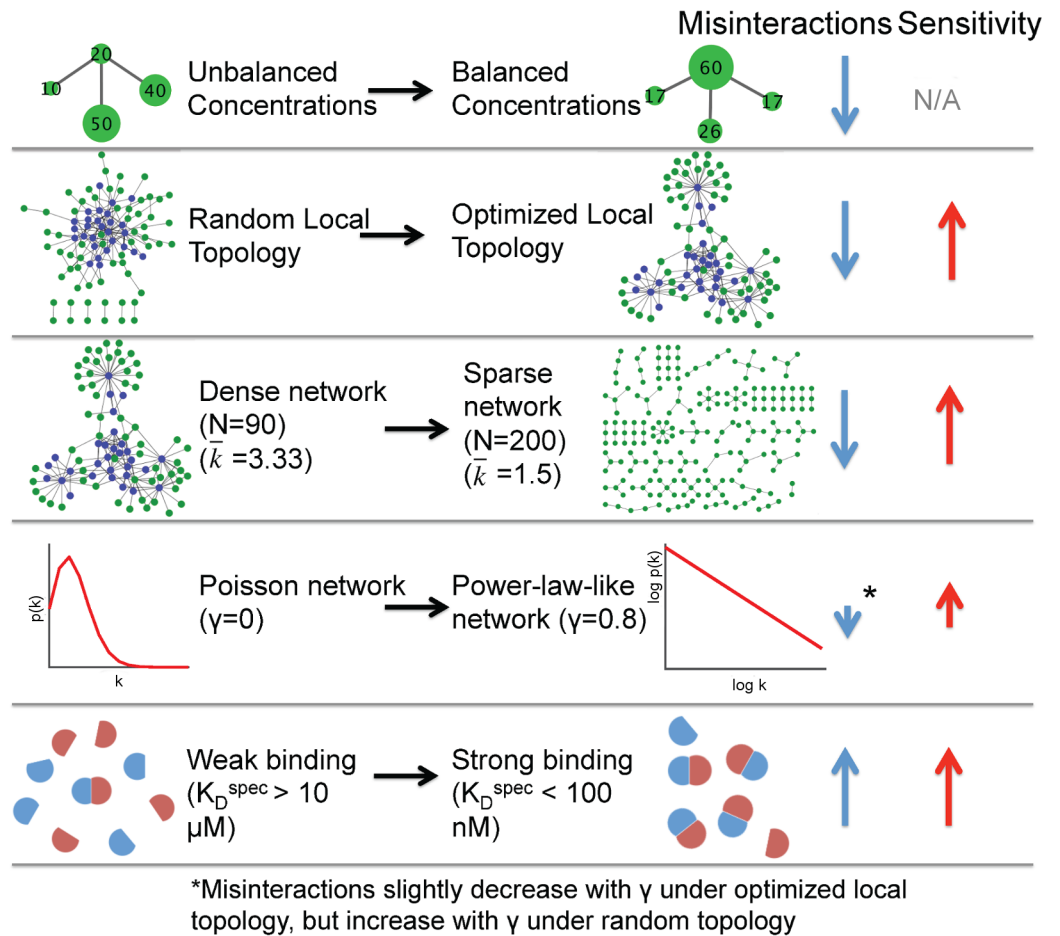 Misinteractions Sensitivity
20
10
40
50
Unbalanced
Concentrations
Balanced
Concentrations
60
17
17
26
N/A
Random Local
Topology
Optimized Local
Topology
Dense network
(N=90)
(k̅ =3.33)
Sparse
network
(N=200)
(k̅ =1.5)
p(k)
k
Poisson network
(γ=0)
Power-law-like
network (γ=0.8)
log p(k)
log k
*
Weak binding
(K_D^spec > 10
μM)
Strong binding
(K_D^spec < 100
nM)
*Misinteractions slightly decrease with γ under optimized local
topology, but increase with γ under random topology